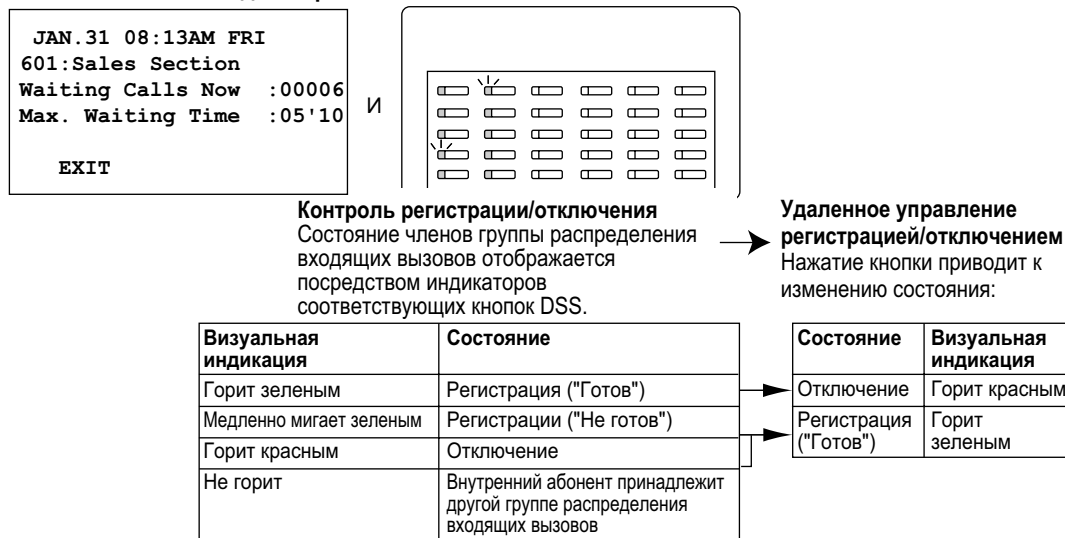 JAN.31 08:13AM FRI
601:Sales Section
Waiting Calls Now :00006
Max. Waiting Time :05'10
EXIT
и
Контроль регистрации/отключения
Состояние членов группы распределения
входящих вызовов отображается
посредством индикаторов
соответствующих кнопок DSS.
Удаленное управление
регистрацией/отключением
Нажатие кнопки приводит к
изменению состояния:
Визуальная
индикация
Состояние
Горит зеленым
Регистрация ("Готов")
Медленно мигает зеленым
Регистрации ("Не готов")
Горит красным
Отключение
Не горит
Внутренний абонент принадлежит
другой группе распределения
входящих вызовов
Состояние
Визуальная
индикация
Отключение
Горит красным
Регистрация
("Готов")
Горит
зеленым